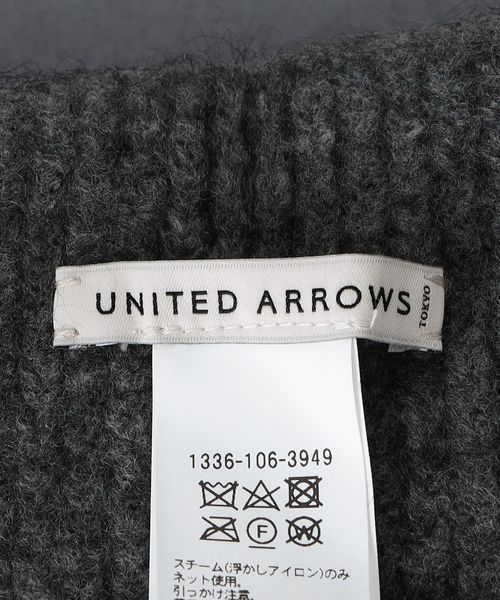 UNITED ARROWS
TOKYO
1336-106-3949
F W
スチーム(浮かしアイロン)のみ
ネット使用。
引っかけ注意。